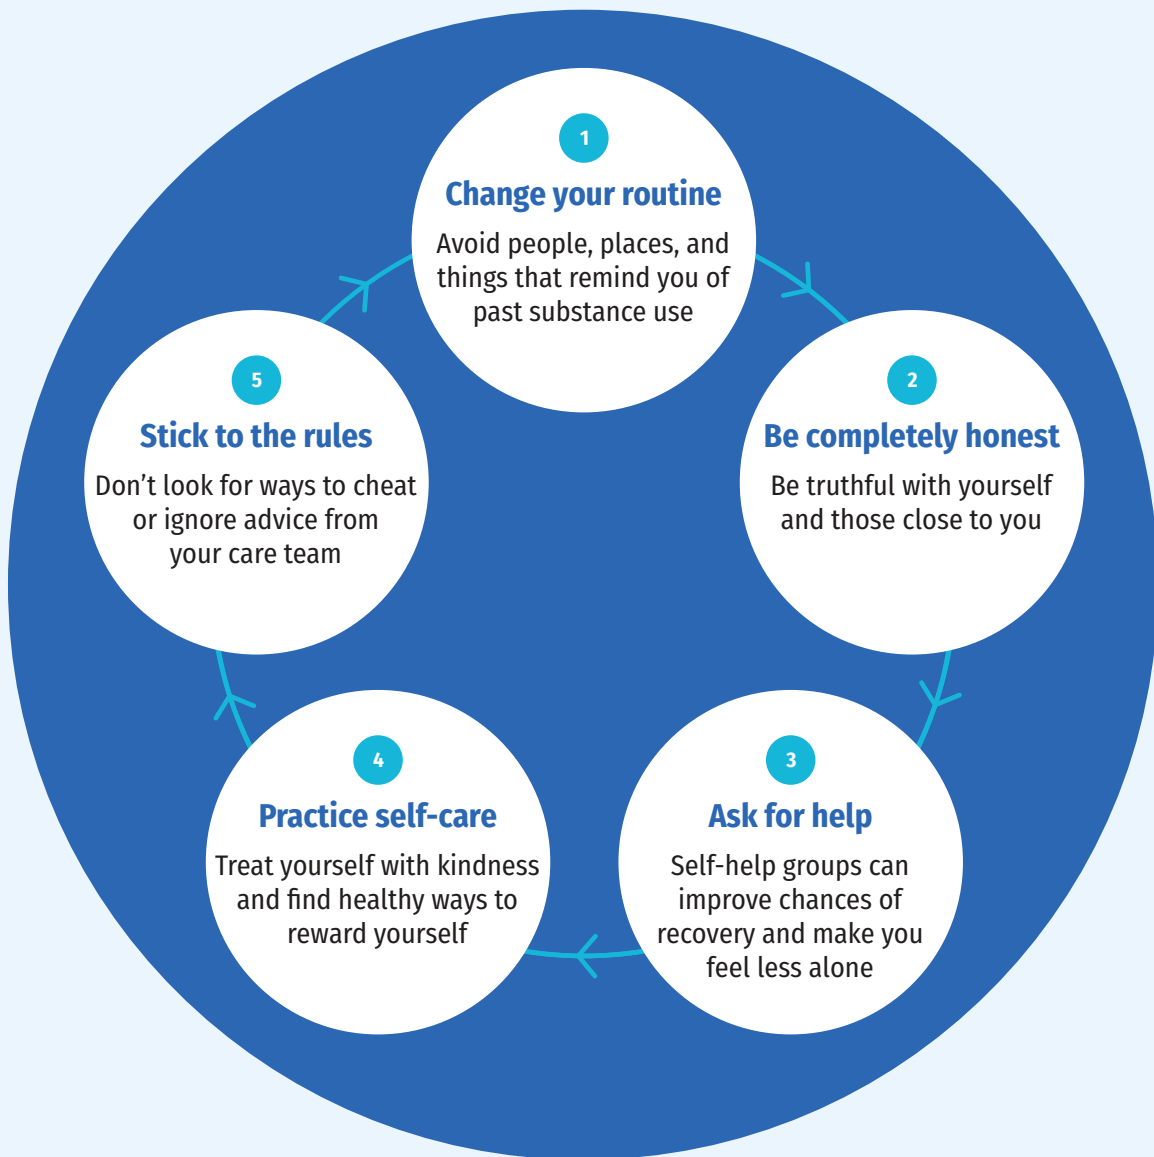 1
Change your routine
Avoid people, places, and
things that remind you of
past substance use
2
Be completely honest
Be truthful with yourself
and those close to you
3
Ask for help
Self-help groups can
improve chances of
recovery and make you
feel less alone
4
Practice self-care
Treat yourself with kindness
and find healthy ways to
reward yourself
5
Stick to the rules
Don’t look for ways to cheat
or ignore advice from
your care team